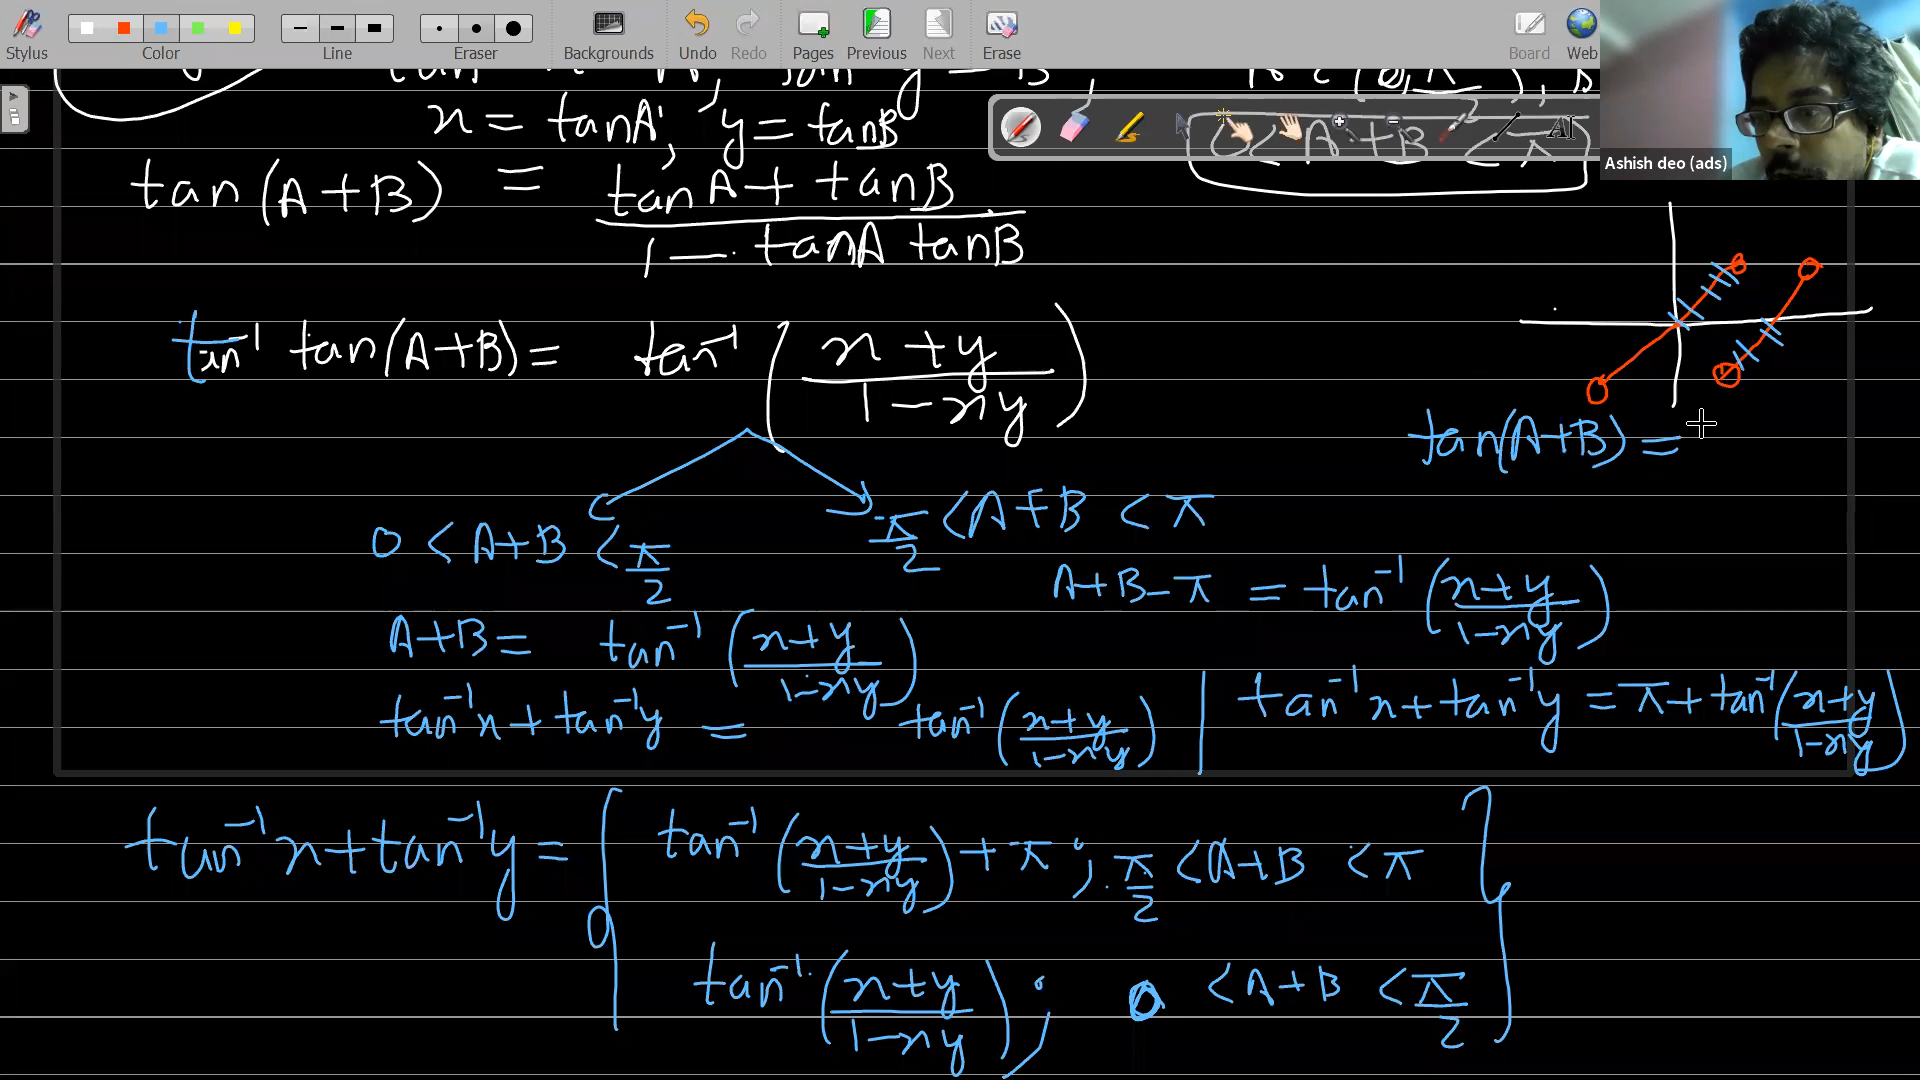 Stylus Color Line Eraser Backgrounds Undo Redo Pages Previous Next Erase Board Web
Ashish deo (ads)
x = tanA, y = tanB
0 < A+B < π
tan(A+B) = tanA + tanB / 1 - tanA tanB
tan⁻¹ tan(A+B) = tan⁻¹ (x+y / 1-xy)
tan(A+B) =
0 < A+B < π/2
π/2 < A+B < π
A+B-π = tan⁻¹ (x+y / 1-xy)
A+B = tan⁻¹ (x+y / 1-xy)
tan⁻¹x + tan⁻¹y = tan⁻¹ (x+y / 1-xy) | tan⁻¹x + tan⁻¹y = π + tan⁻¹ (x+y / 1-xy)
tan⁻¹x + tan⁻¹y = { tan⁻¹ (x+y / 1-xy) + π ; π/2 < A+B < π
tan⁻¹ (x+y / 1-xy) ; 0 < A+B < π/2 }